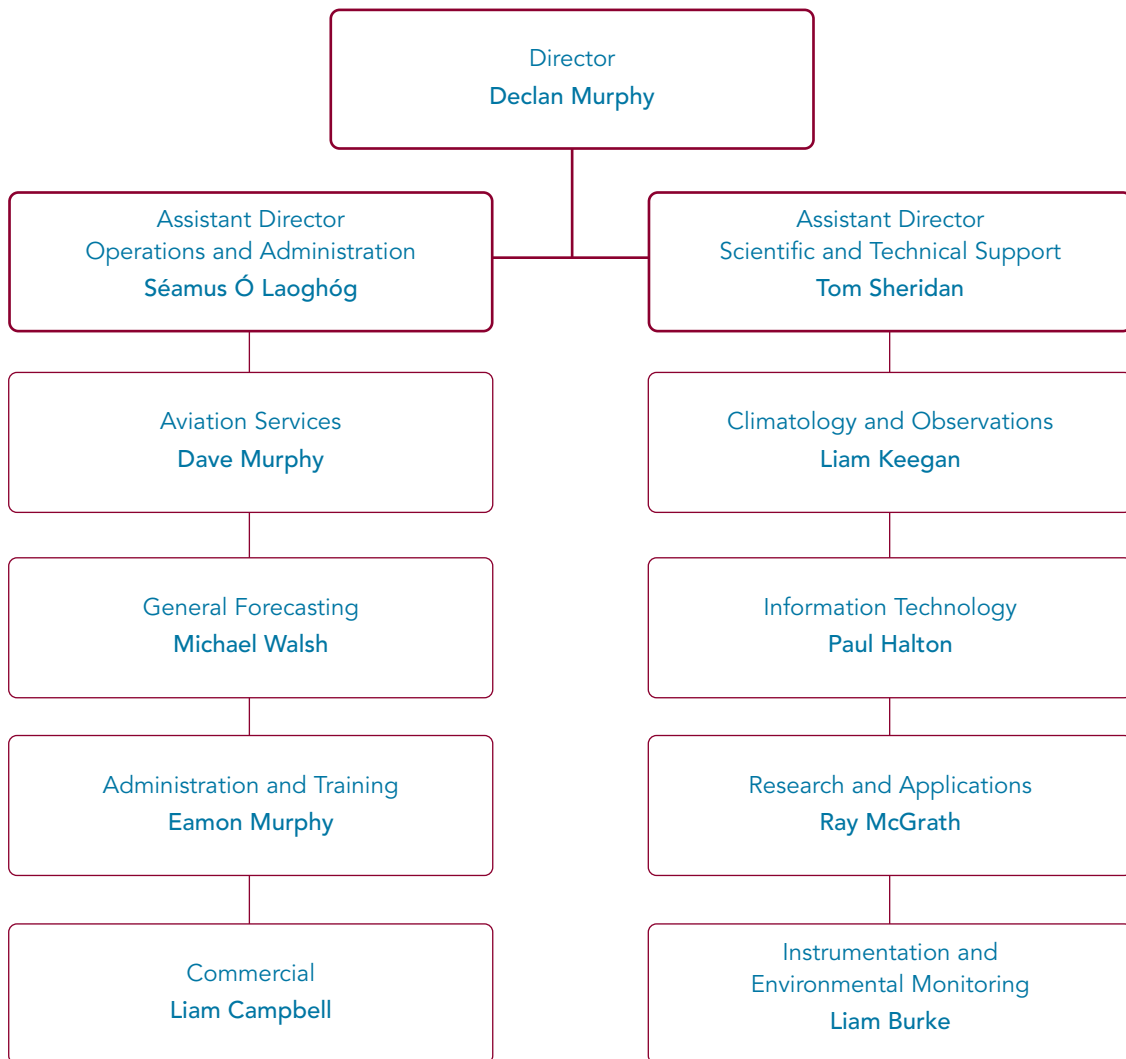 Director
Declan Murphy
Assistant Director
Operations and Administration
Séamus Ó Laoghóg
Assistant Director
Scientific and Technical Support
Tom Sheridan
Aviation Services
Dave Murphy
Climatology and Observations
Liam Keegan
General Forecasting
Michael Walsh
Information Technology
Paul Halton
Administration and Training
Eamon Murphy
Research and Applications
Ray McGrath
Commercial
Liam Campbell
Instrumentation and
Environmental Monitoring
Liam Burke